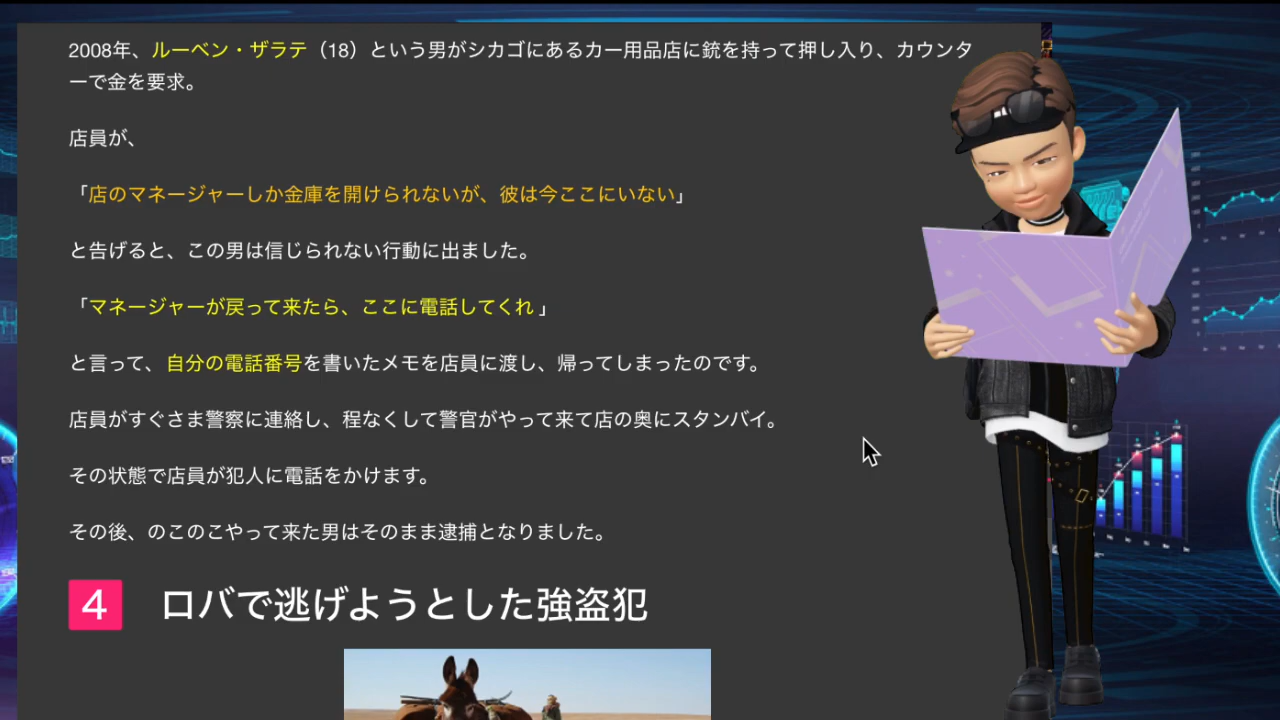 2008年、ルーベン・ザラテ（18）という男がシカゴにあるカー用品店に銃を持って押し入り、カウンタ
ーで金を要求。
店員が、
「店のマネージャーしか金庫を開けられないが、彼は今ここにいない」
と告げると、この男は信じられない行動に出ました。
「マネージャーが戻って来たら、ここに電話してくれ 」
と言って、自分の電話番号を書いたメモを店員に渡し、帰ってしまったのです。
店員がすぐさま警察に連絡し、程なくして警官がやって来て店の奥にスタンバイ。
その状態で店員が犯人に電話をかけます。
その後、のこのこやって来た男はそのまま逮捕となりました。
4 ロバで逃げようとした強盗犯